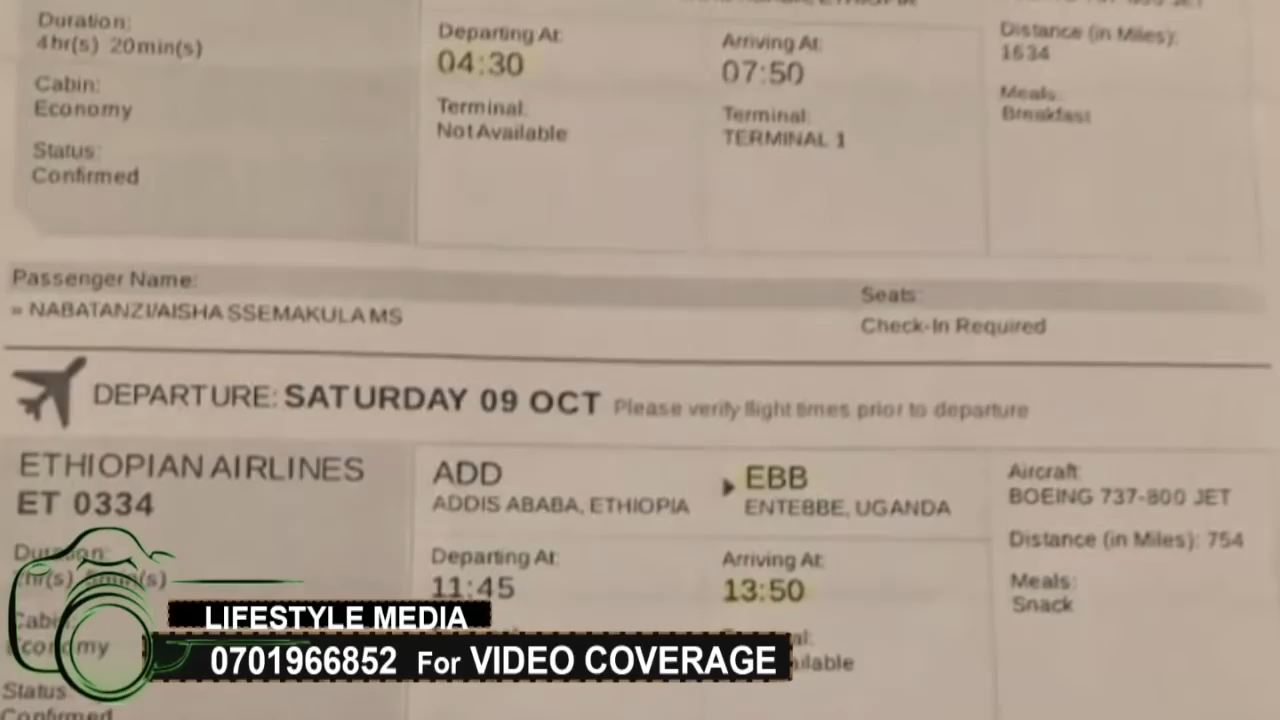 Duration:
4hr(s) 20min(s)
Cabin:
Economy
Status:
Confirmed
Departing At:
04:30
Terminal:
Not Available
Arriving At:
07:50
Terminal:
TERMINAL 1
Distance (in Miles):
1634
Meals:
Breakfast
Passenger Name:
» NABATANZI/AISHA SSEMAKULA MS
Seats:
Check-In Required
DEPARTURE: SATURDAY 09 OCT Please verify flight times prior to departure
ETHIOPIAN AIRLINES
ET 0334
Duration:
Economy
Status:
Confirmed
ADD
ADDIS ABABA, ETHIOPIA
Departing At:
11:45
EBB
ENTEBBE, UGANDA
Arriving At:
13:50
Aircraft:
BOEING 737-800 JET
Distance (in Miles): 754
Meals:
Snack
LIFESTYLE MEDIA
0701966852 For VIDEO COVERAGE